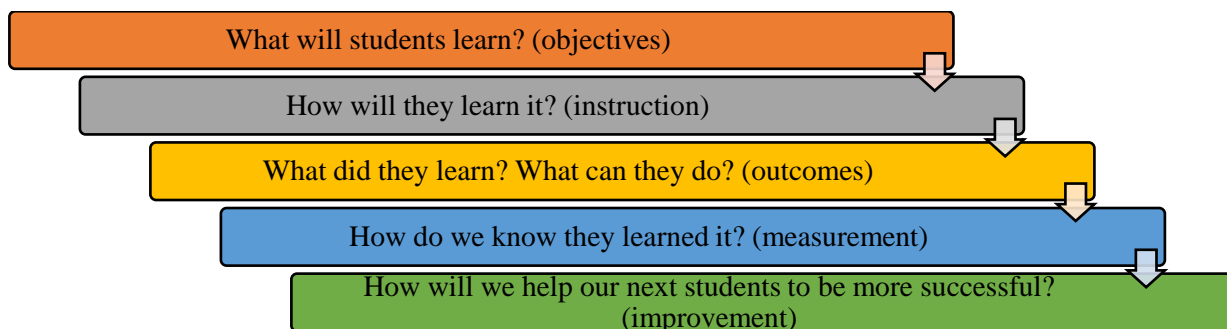 What will students learn? (objectives)
How will they learn it? (instruction)
What did they learn? What can they do? (outcomes)
How do we know they learned it? (measurement)
How will we help our next students to be more successful?
(improvement)